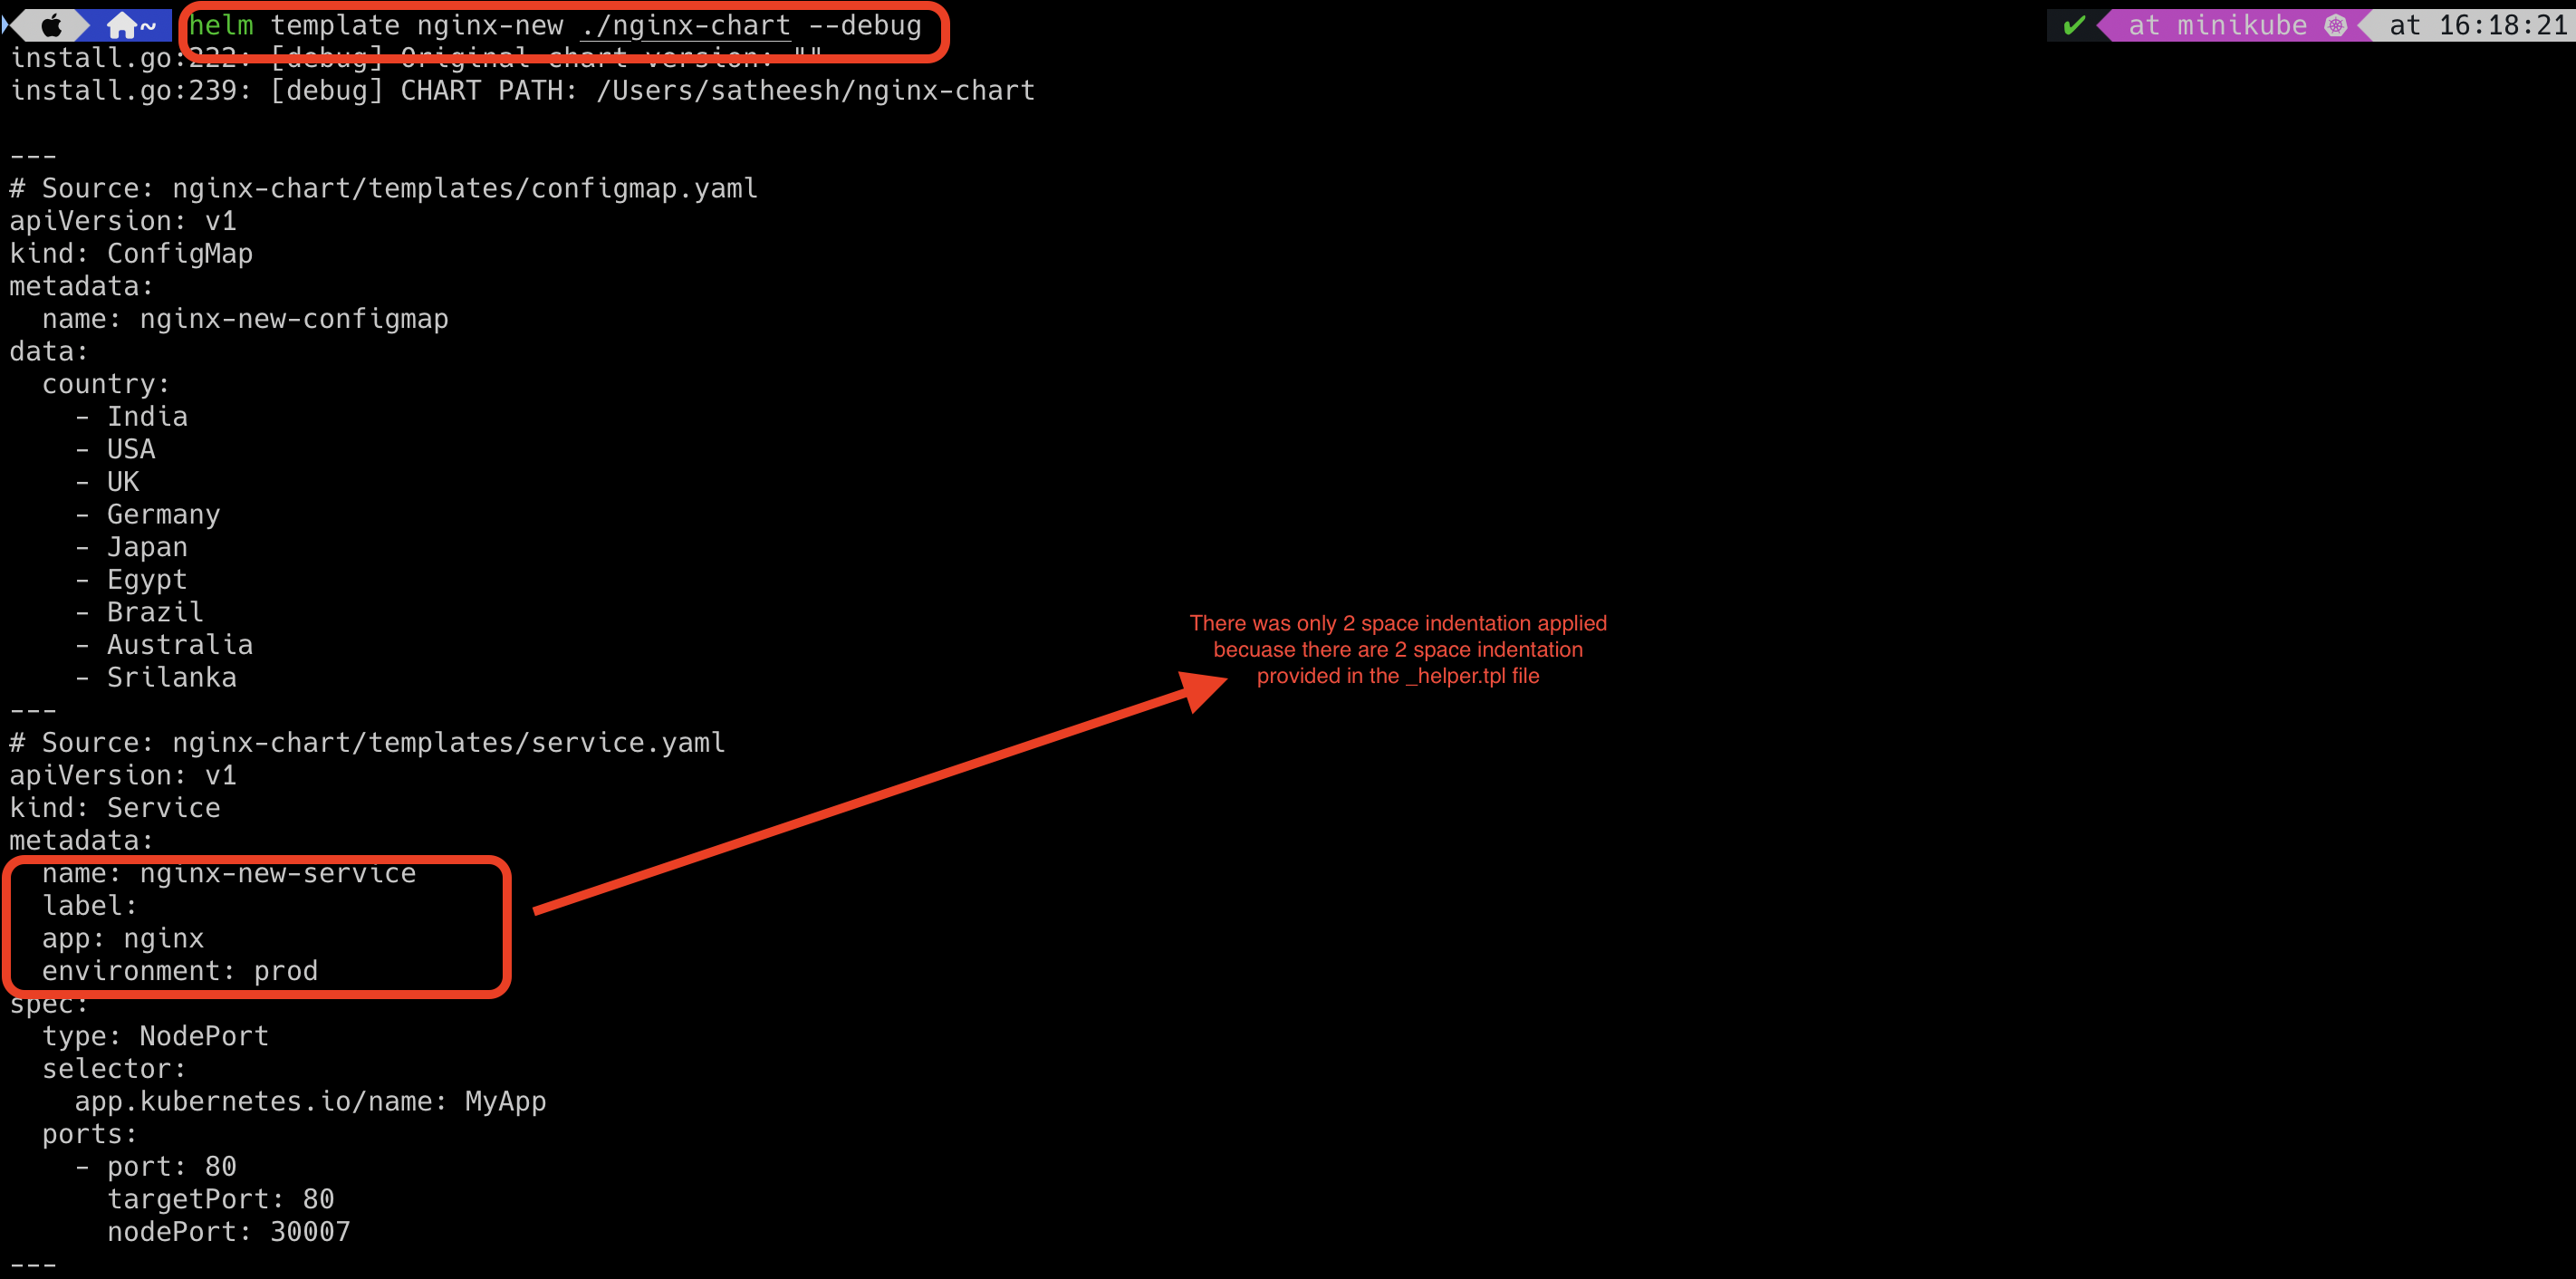 ~ helm template nginx-new ./nginx-chart --debug ✔ at minikube at 16:18:21
install.go:222: [debug] Original chart version: ""
install.go:239: [debug] CHART PATH: /Users/satheesh/nginx-chart
---
# Source: nginx-chart/templates/configmap.yaml
apiVersion: v1
kind: ConfigMap
metadata:
  name: nginx-new-configmap
data:
  country:
    - India
    - USA
    - UK
    - Germany
    - Japan
    - Egypt
    - Brazil
    - Australia
    - Srilanka
---
# Source: nginx-chart/templates/service.yaml
apiVersion: v1
kind: Service
metadata:
  name: nginx-new-service
  label:
  app: nginx
  environment: prod
spec:
  type: NodePort
  selector:
    app.kubernetes.io/name: MyApp
  ports:
    - port: 80
      targetPort: 80
      nodePort: 30007
---
There was only 2 space indentation applied
becuase there are 2 space indentation
provided in the _helper.tpl file